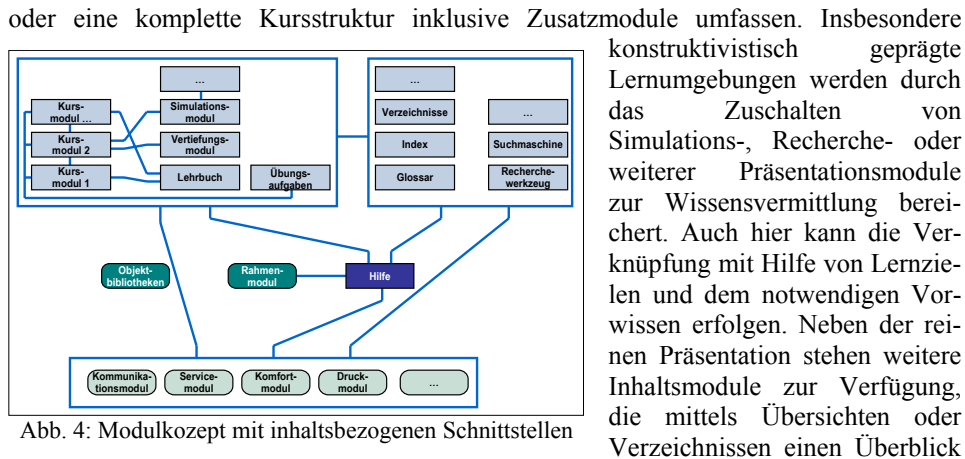 oder eine komplette Kursstruktur inklusive Zusatzmodule umfassen. Insbesondere
konstruktivistisch geprägte
Lernumgebungen werden durch
das Zuschalten von
Simulations-, Recherche- oder
weiterer Präsentationsmodule
zur Wissensvermittlung berei-
chert. Auch hier kann die Ver-
knüpfung mit Hilfe von Lernzie-
len und dem notwendigen Vor-
wissen erfolgen. Neben der rei-
nen Präsentation stehen weitere
Inhaltsmodule zur Verfügung,
die mittels Übersichten oder
Verzeichnissen einen Überblick
...
Kurs-
modul ...
Simulations-
modul
Kurs-
modul 2
Vertiefungs-
modul
Kurs-
modul 1
Lehrbuch
Übungs-
aufgaben
...
Verzeichnisse
...
Index
Suchmaschine
Glossar
Recherche-
werkzeug
Objekt-
bibliotheken
Rahmen-
modul
Hilfe
Kommunika-
tionsmodul
Service-
modul
Komfort-
modul
Druck-
modul
...
Abb. 4: Modulkozept mit inhaltsbezogenen Schnittstellen